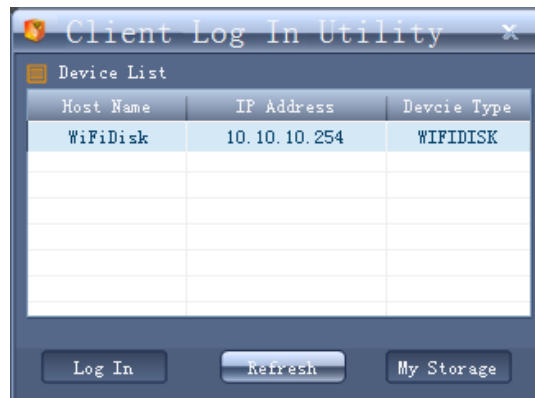 Client Log In Utility
Device List
Host Name IP Address Devcie Type
WiFiDisk 10.10.10.254 WIFIDISK
Log In Refresh My Storage